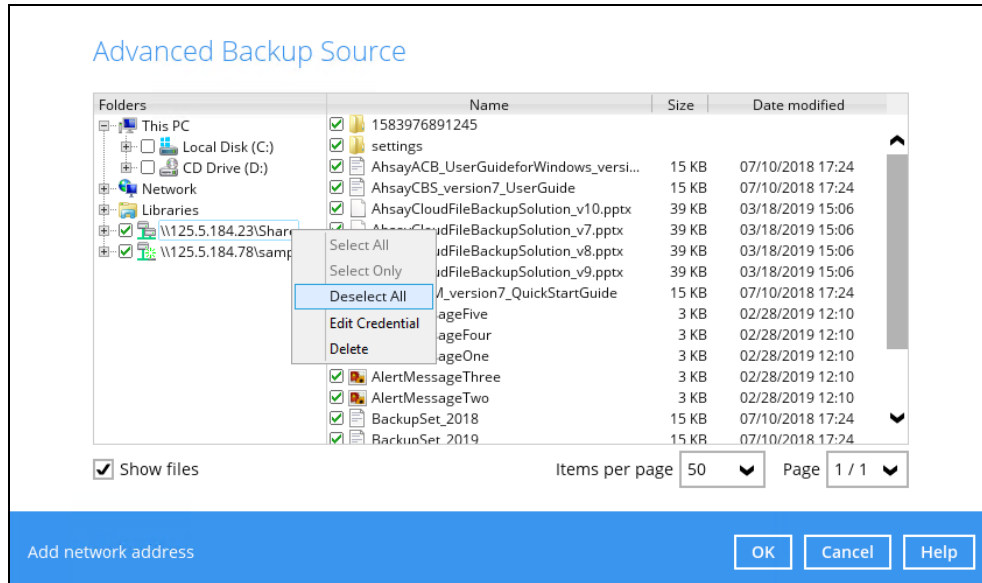 Advanced Backup Source
Folders Name Size Date modified
This PC
Local Disk (C:)
CD Drive (D:)
Network
Libraries
\\125.5.184.23\Share
\\125.5.184.78\samp
1583976891245
settings
AhsayACB_UserGuideforWindows_versi... 15 KB 07/10/2018 17:24
AhsayCBS_version7_UserGuide 15 KB 07/10/2018 17:24
AhsayCloudFileBackupSolution_v10.pptx 39 KB 03/18/2019 15:06
AhsayCloudFileBackupSolution_v7.pptx 39 KB 03/18/2019 15:06
udFileBackupSolution_v8.pptx 39 KB 03/18/2019 15:06
udFileBackupSolution_v9.pptx 39 KB 03/18/2019 15:06
M_version7_QuickStartGuide 15 KB 07/10/2018 17:24
ageFive 3 KB 02/28/2019 12:10
ageFour 3 KB 02/28/2019 12:10
ageOne 3 KB 02/28/2019 12:10
AlertMessageThree 3 KB 02/28/2019 12:10
AlertMessageTwo 3 KB 02/28/2019 12:10
BackupSet_2018 15 KB 07/10/2018 17:24
BackupSet_2019 15 KB 07/10/2018 17:24
Select All
Select Only
Deselect All
Edit Credential
Delete
Show files
Items per page 50 Page 1 / 1
Add network address
OK Cancel Help